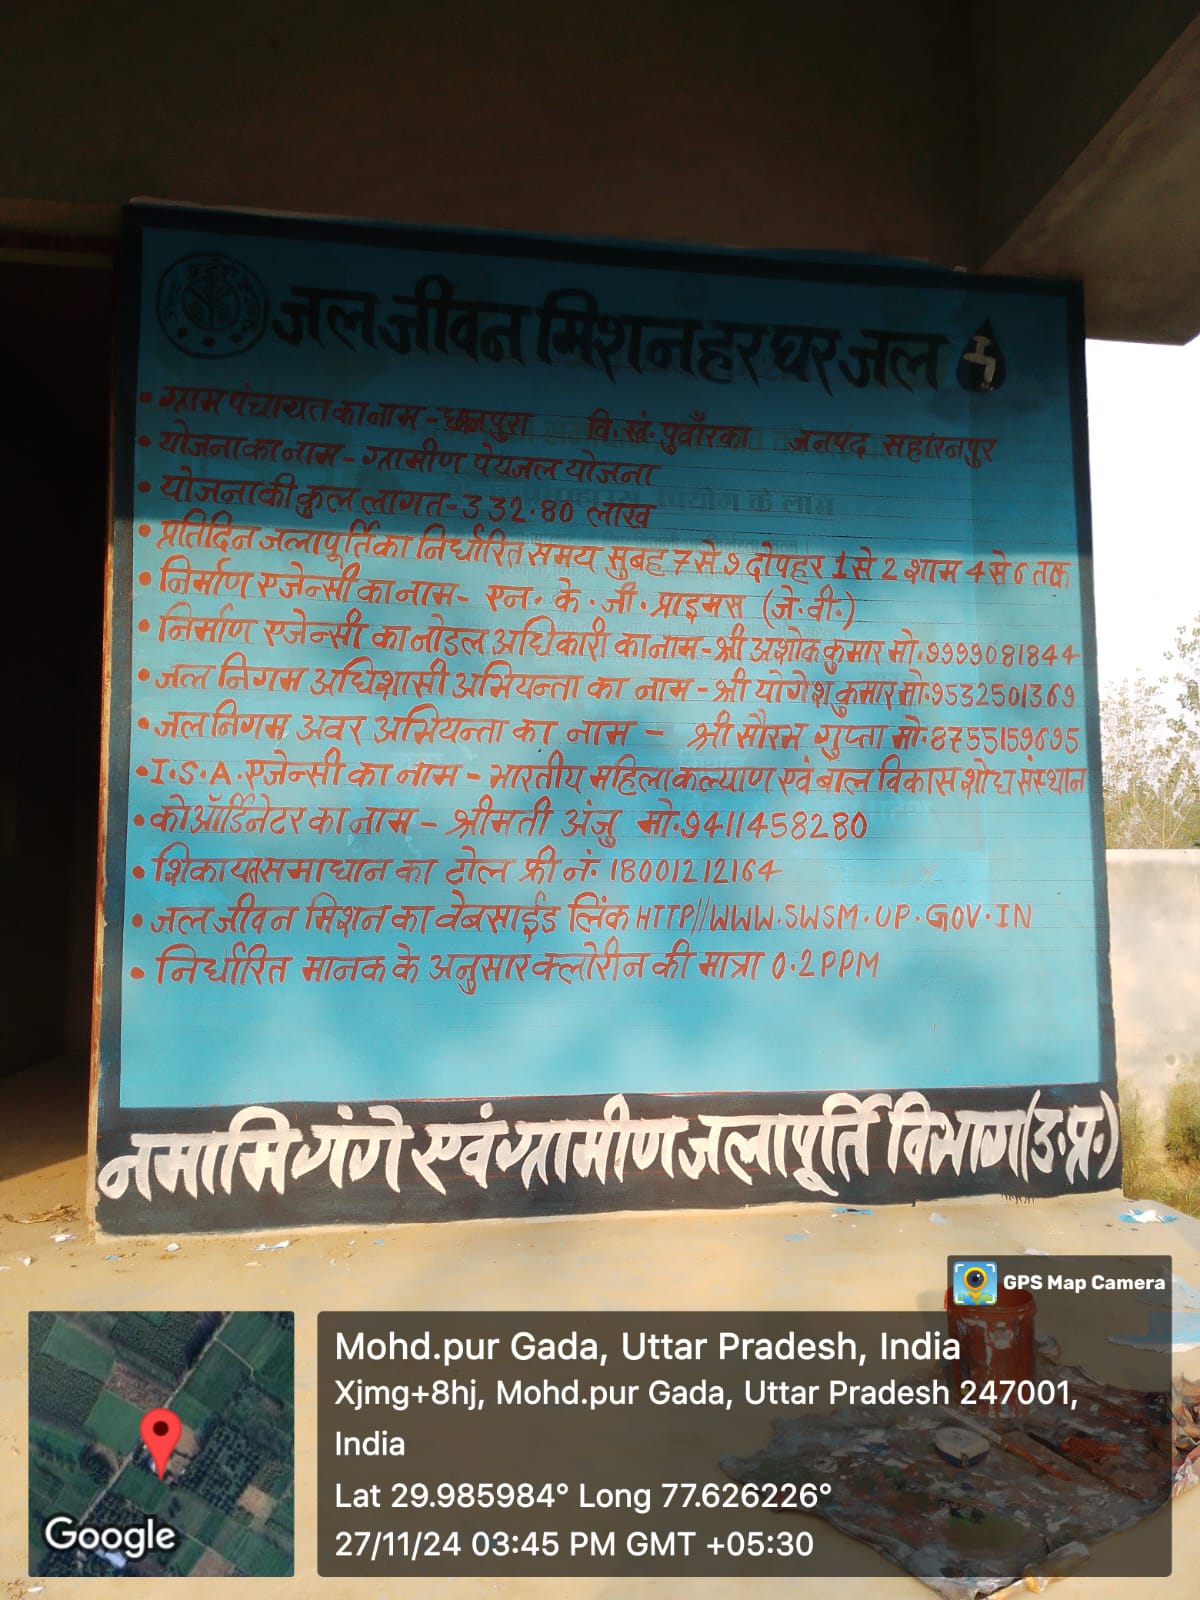 जल जीवन मिशन हर घर जल
• ग्राम पंचायत का नाम - छजपुरा वि.खं. पुवाँरका जनपद सहारनपुर
• योजना का नाम - ग्रामीण पेयजल योजना
• योजना की कुल लागत - 332.80 लाख
• प्रतिदिन जलापूर्ति का निर्धारित समय सुबह 7 से 9 दोपहर 1 से 2 शाम 4 से 6 तक
• निर्माण एजेन्सी का नाम - एन. के. जी. प्राइमस (जे.वी.)
• निर्माण एजेन्सी का नोडल अधिकारी का नाम - श्री अशोक कुमार मो.9999081844
• जल निगम अधिशासी अभियन्ता का नाम - श्री योगेश कुमार मो.9532501369
• जल निगम अवर अभियन्ता का नाम - श्री सौरभ गुप्ता मो.8755159695
• I.S.A. एजेन्सी का नाम - भारतीय महिला कल्याण एवं बाल विकास शोध संस्थान
• कोऑर्डिनेटर का नाम - श्रीमती अंजु मो.9411458280
• शिकायत समाधान का टोल फ्री नं. 18001212164
• जल जीवन मिशन का वेबसाईड लिंक HTTP//WWW.SWSM.UP.GOV.IN
• निर्धारित मानक के अनुसार क्लोरीन की मात्रा 0.2 PPM
नमामि गंगे एवं ग्रामीण जलापूर्ति विभाग (उ.प्र.)
GPS Map Camera
Mohd.pur Gada, Uttar Pradesh, India
Xjmg+8hj, Mohd.pur Gada, Uttar Pradesh 247001,
India
Lat 29.985984° Long 77.626226°
27/11/24 03:45 PM GMT +05:30
Google